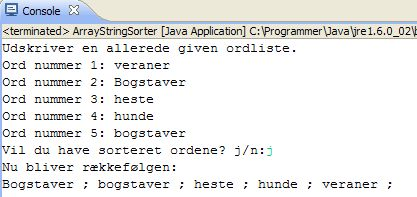 Console
<terminated> ArrayStringSorter [Java Application] C:\Programmer\Java\jre1.6.0_02\
Udskriver en allerede given ordliste.
Ord nummer 1: veraner
Ord nummer 2: Bogstaver
Ord nummer 3: heste
Ord nummer 4: hunde
Ord nummer 5: bogstaver
Vil du have sorteret ordene? j/n:j
Nu bliver rækkefølgen:
Bogstaver ; bogstaver ; heste ; hunde ; veraner ;